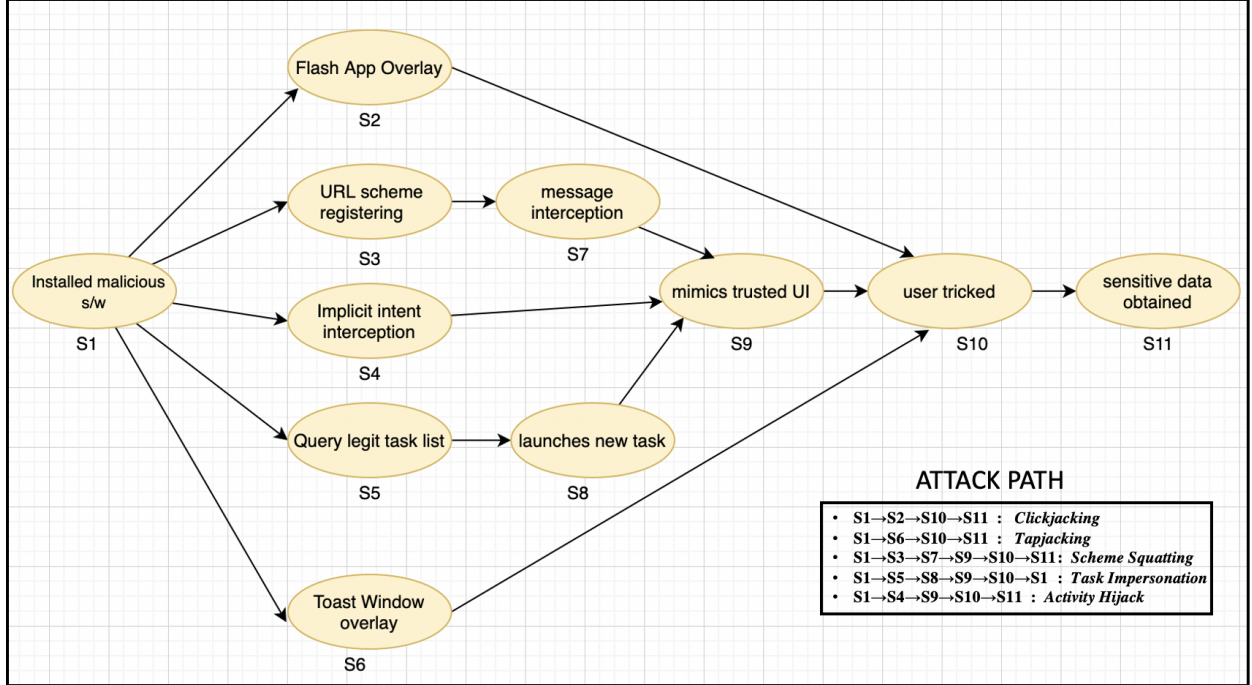 Flash App Overlay
S2
URL scheme
registering
S3
message
interception
S7
Installed malicious
s/w
S1
Implicit intent
interception
S4
mimics trusted UI
S9
user tricked
S10
sensitive data
obtained
S11
Query legit task list
S5
launches new task
S8
Toast Window
overlay
S6
ATTACK PATH
• S1→S2→S10→S11 : Clickjacking
• S1→S6→S10→S11 : Tapjacking
• S1→S3→S7→S9→S10→S11: Scheme Squatting
• S1→S5→S8→S9→S10→S1 : Task Impersonation
• S1→S4→S9→S10→S11 : Activity Hijack